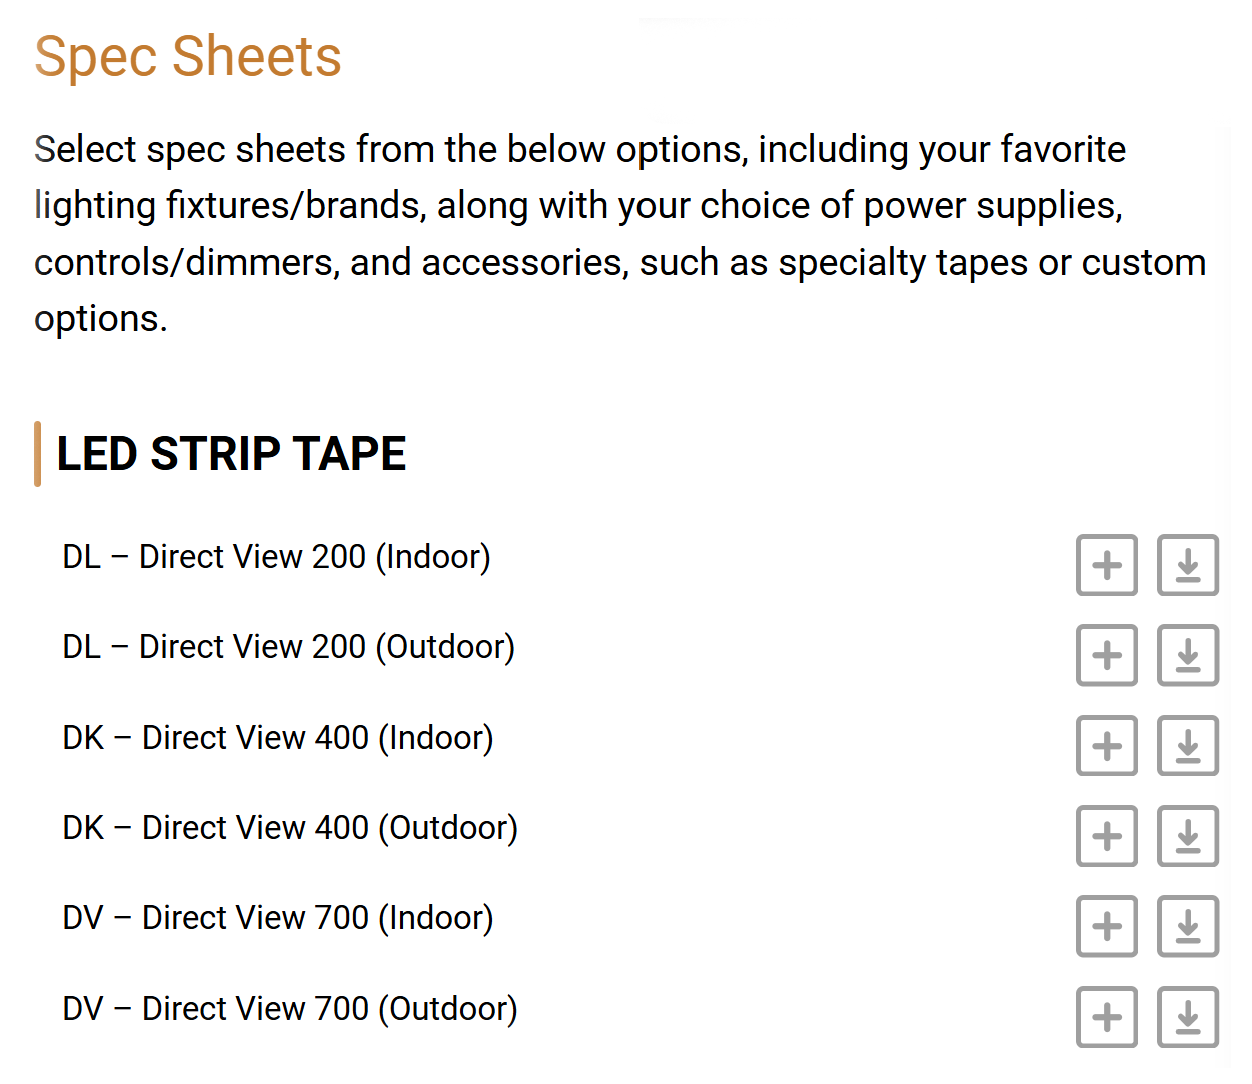 Spec Sheets
Select spec sheets from the below options, including your favorite
lighting fixtures/brands, along with your choice of power supplies,
controls/dimmers, and accessories, such as specialty tapes or custom
options.
LED STRIP TAPE
DL – Direct View 200 (Indoor)
DL – Direct View 200 (Outdoor)
DK – Direct View 400 (Indoor)
DK – Direct View 400 (Outdoor)
DV – Direct View 700 (Indoor)
DV – Direct View 700 (Outdoor)